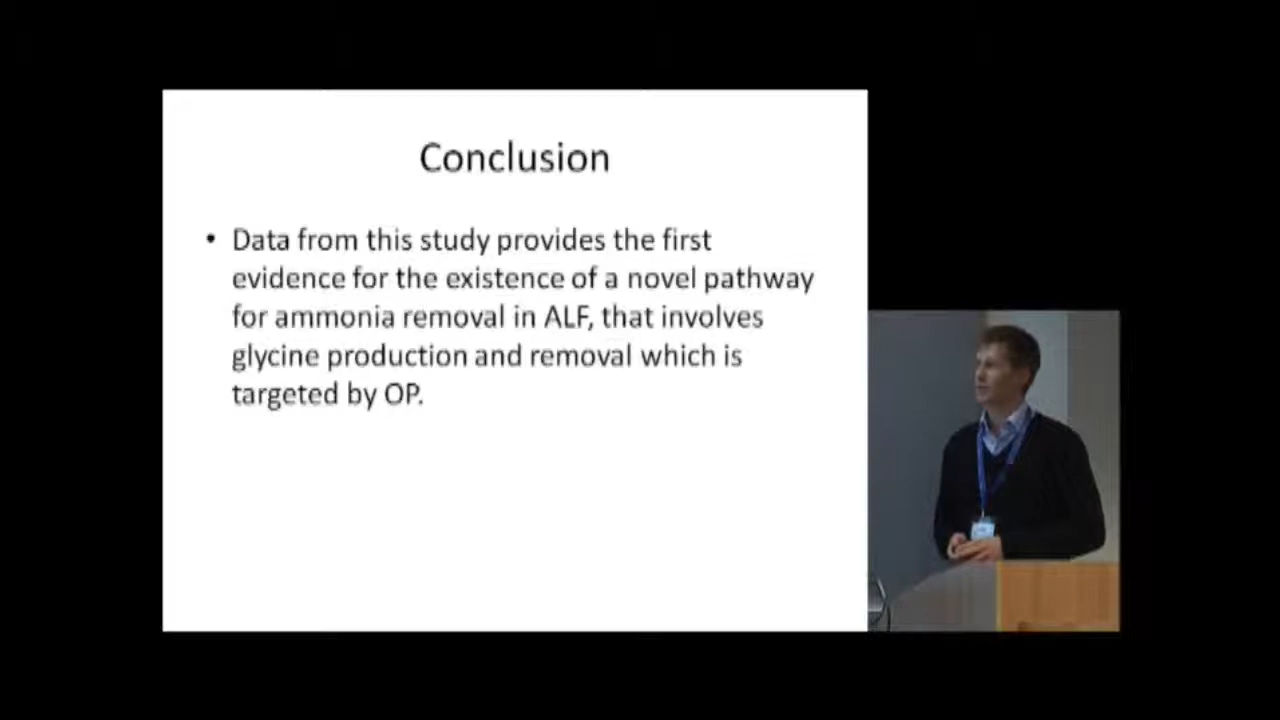 Conclusion
• Data from this study provides the first
evidence for the existence of a novel pathway
for ammonia removal in ALF, that involves
glycine production and removal which is
targeted by OP.